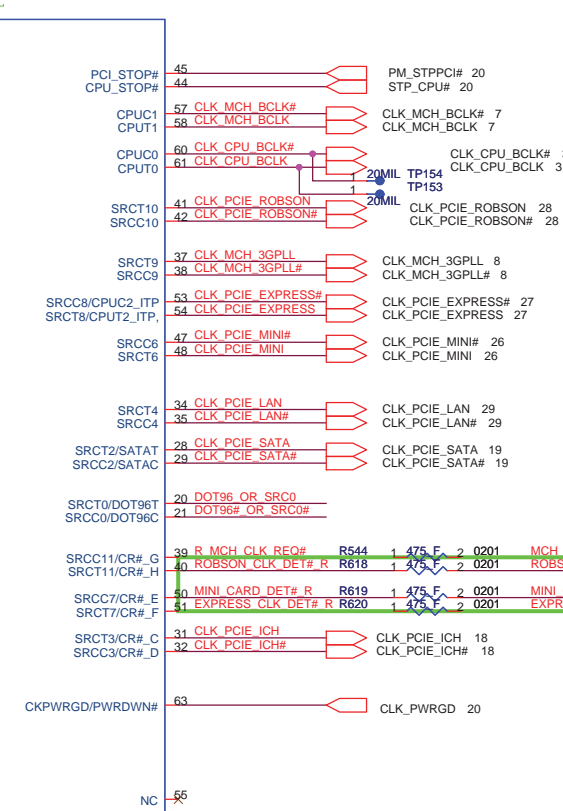 PCI_STOP# 45 PM_STPPCI# 20
CPU_STOP# 44 STP_CPU# 20
CPUC1 57 CLK_MCH_BCLK# CLK_MCH_BCLK# 7
CPUT1 58 CLK_MCH_BCLK CLK_MCH_BCLK 7
CPUC0 60 CLK_CPU_BCLK# CLK_CPU_BCLK#
CPUT0 61 CLK_CPU_BCLK CLK_CPU_BCLK 3
1 20MIL TP154
1 20MIL TP153
SRCT10 41 CLK_PCIE_ROBSON CLK_PCIE_ROBSON 28
SRCC10 42 CLK_PCIE_ROBSON# CLK_PCIE_ROBSON# 28
SRCT9 37 CLK_MCH_3GPLL CLK_MCH_3GPLL 8
SRCC9 38 CLK_MCH_3GPLL# CLK_MCH_3GPLL# 8
SRCC8/CPUC2_ITP 53 CLK_PCIE_EXPRESS# CLK_PCIE_EXPRESS# 27
SRCT8/CPUT2_ITP, 54 CLK_PCIE_EXPRESS CLK_PCIE_EXPRESS 27
SRCC6 47 CLK_PCIE_MINI# CLK_PCIE_MINI# 26
SRCT6 48 CLK_PCIE_MINI CLK_PCIE_MINI 26
SRCT4 34 CLK_PCIE_LAN CLK_PCIE_LAN 29
SRCC4 35 CLK_PCIE_LAN# CLK_PCIE_LAN# 29
SRCT2/SATAT 28 CLK_PCIE_SATA CLK_PCIE_SATA 19
SRCC2/SATAC 29 CLK_PCIE_SATA# CLK_PCIE_SATA# 19
SRCT0/DOT96T 20 DOT96_OR_SRC0
SRCC0/DOT96C 21 DOT96#_OR_SRC0#
SRCC11/CR#_G 39 R_MCH_CLK_REQ# R544 1 475_F 2 0201 MCH
SRCT11/CR#_H 40 ROBSON_CLK_DET#_R R618 1 475_F 2 0201 ROBS
SRCC7/CR#_E 50 MINI_CARD_DET#_R R619 1 475_F 2 0201 MINI
SRCT7/CR#_F 51 EXPRESS_CLK_DET#_R R620 1 475_F 2 0201 EXPR
SRCT3/CR#_C 31 CLK_PCIE_ICH CLK_PCIE_ICH 18
SRCC3/CR#_D 32 CLK_PCIE_ICH# CLK_PCIE_ICH# 18
CKPWRGD/PWRDWN# 63 CLK_PWRGD 20
NC 55